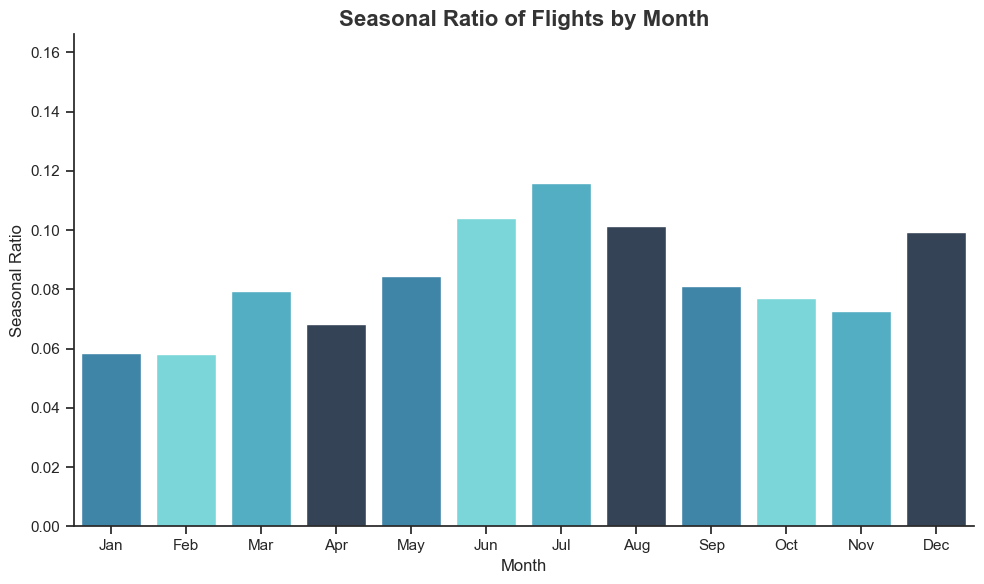 Seasonal Ratio of Flights by Month
0.16
0.14
0.12
0.10
0.08
0.06
0.04
0.02
0.00
Seasonal Ratio
Jan Feb Mar Apr May Jun Jul Aug Sep Oct Nov Dec
Month